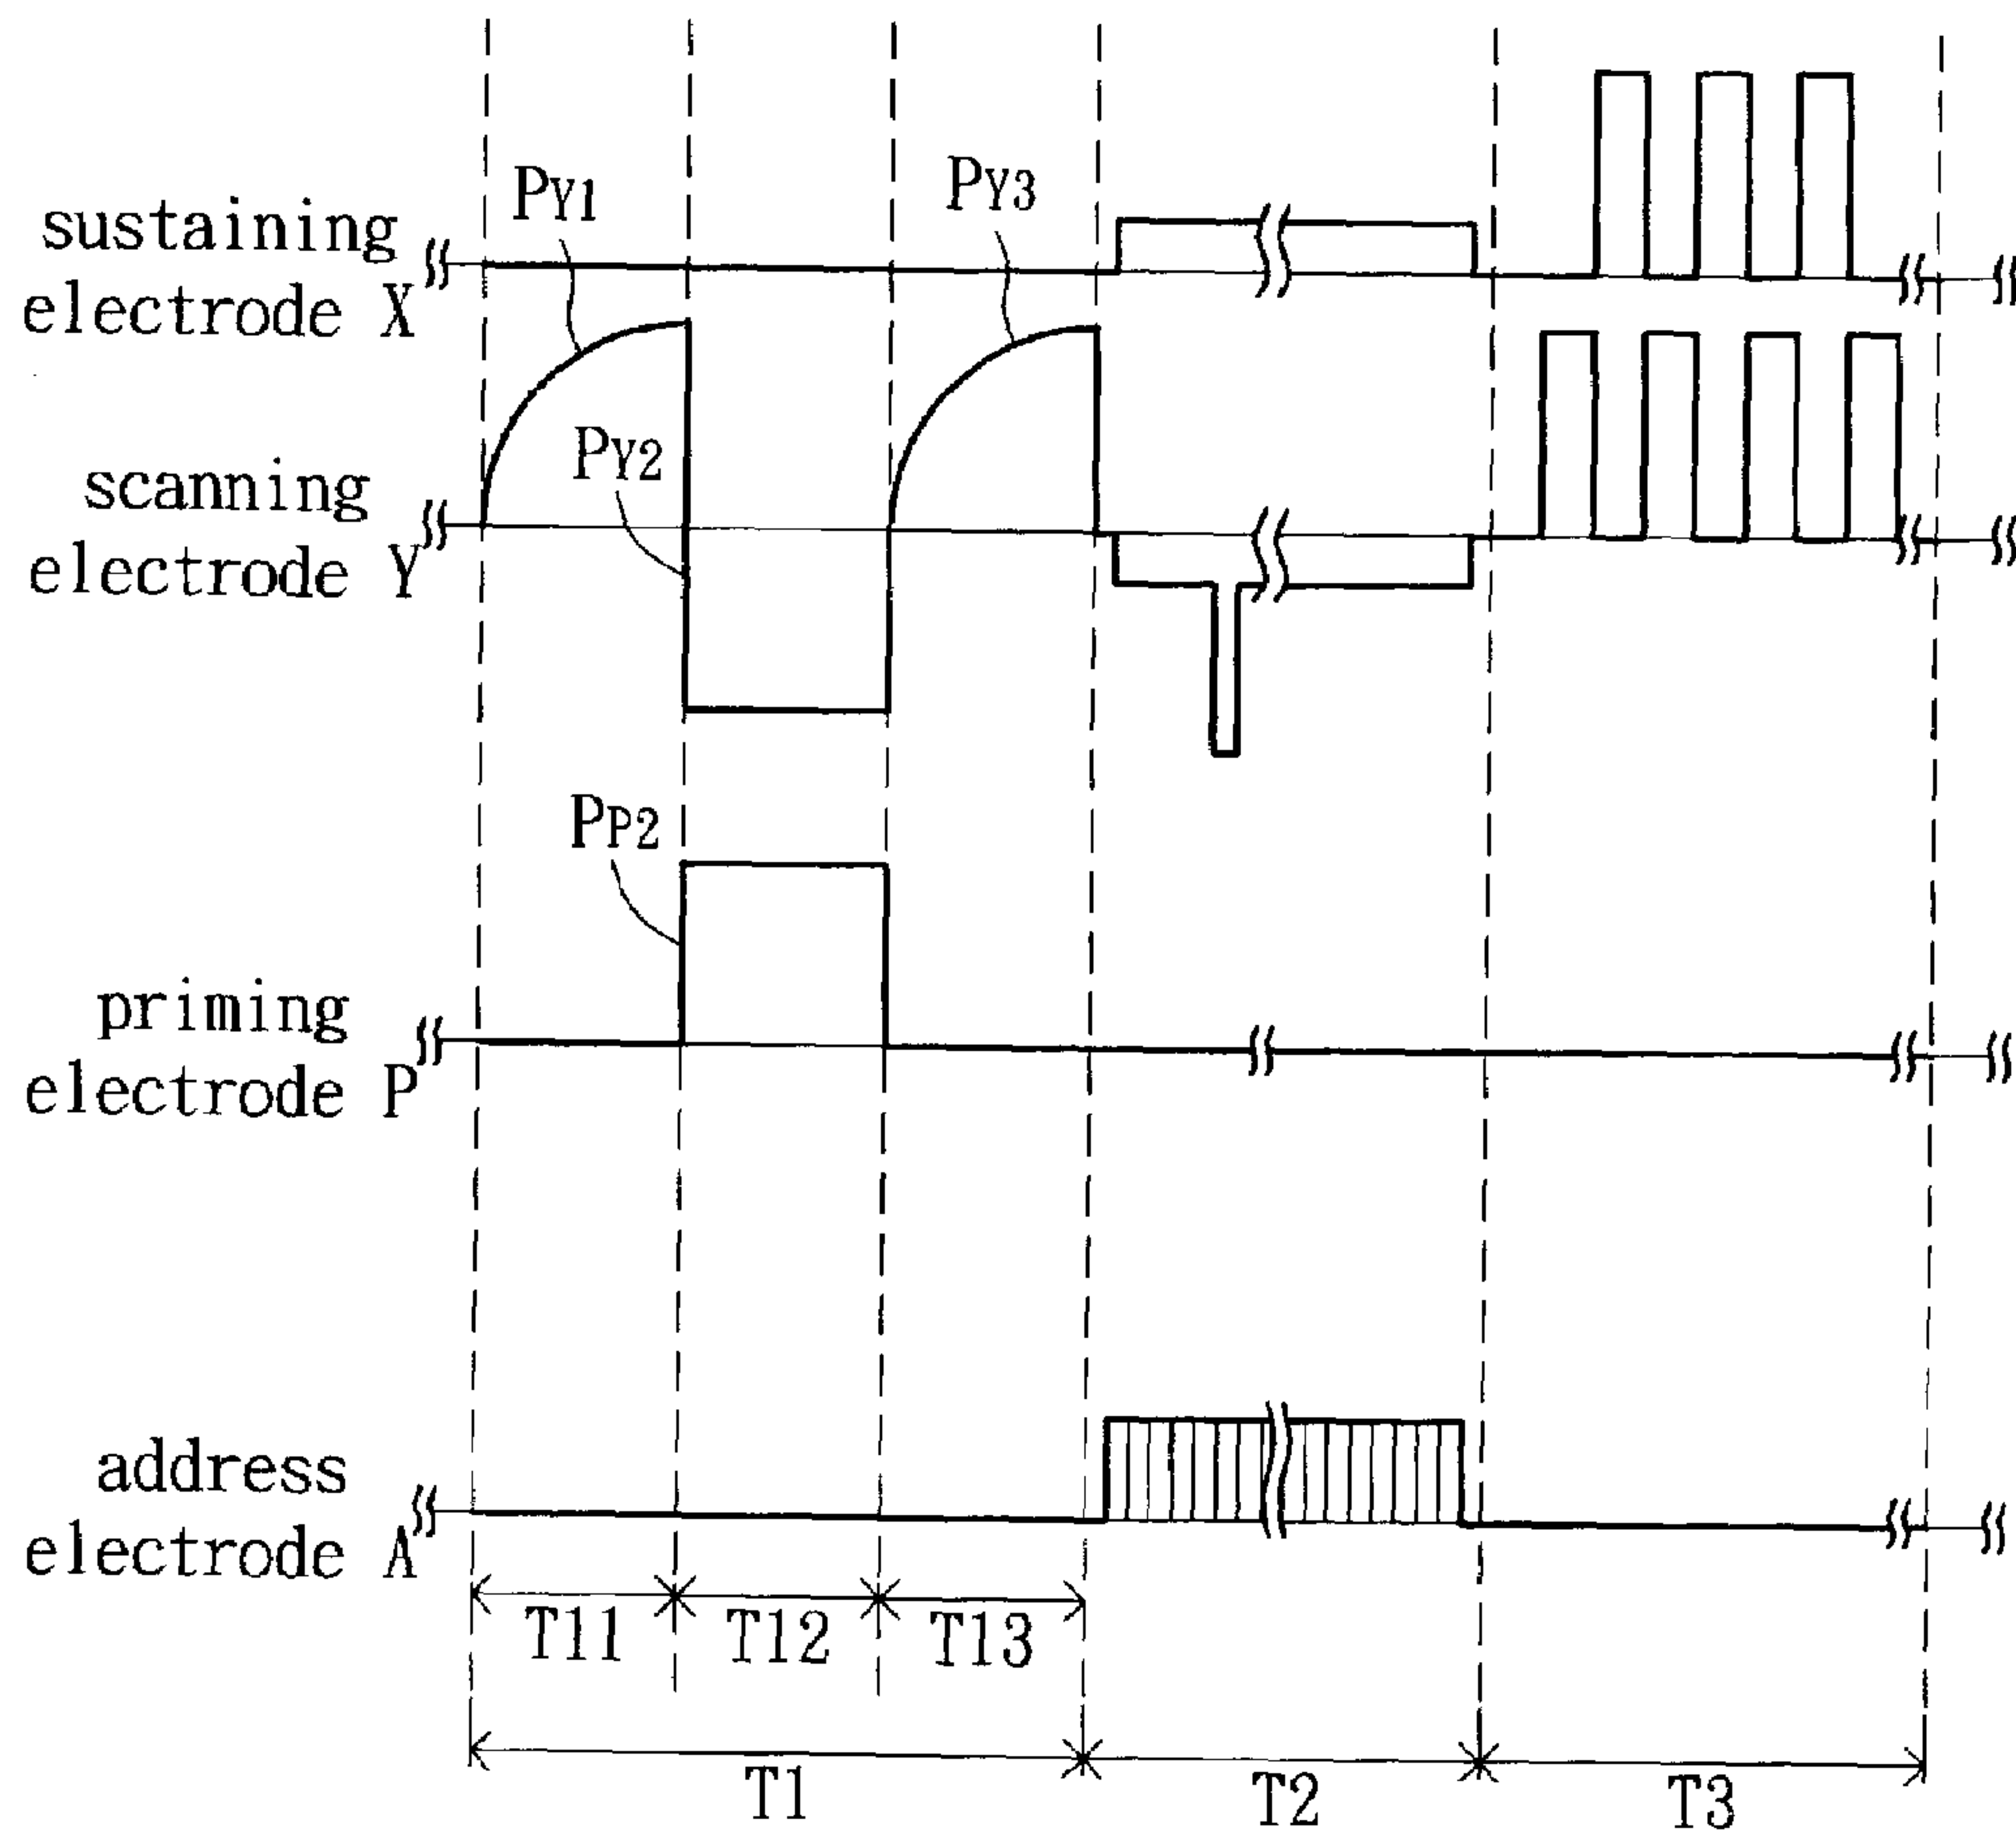 PY1
PY3
sustaining
electrode X
PY2
scanning
electrode Y
PP2
priming
electrode P
address
electrode A
T11
T12
T13
T1
T2
T3